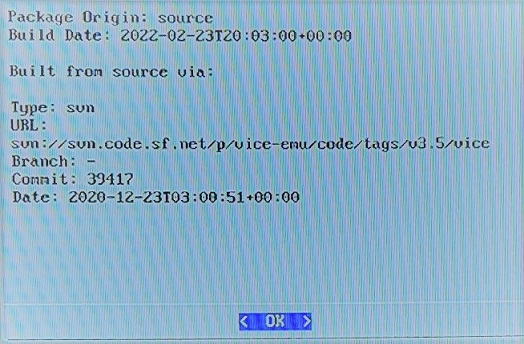 Package Origin: source
Build Date: 2022-02-23T20:03:00+00:00
Built from source via:
Type: svn
URL:
svn://svn.code.sf.net/p/vice-emu/code/tags/v3.5/vice
Branch: -
Commit: 39417
Date: 2020-12-23T03:00:51+00:00
< OK >